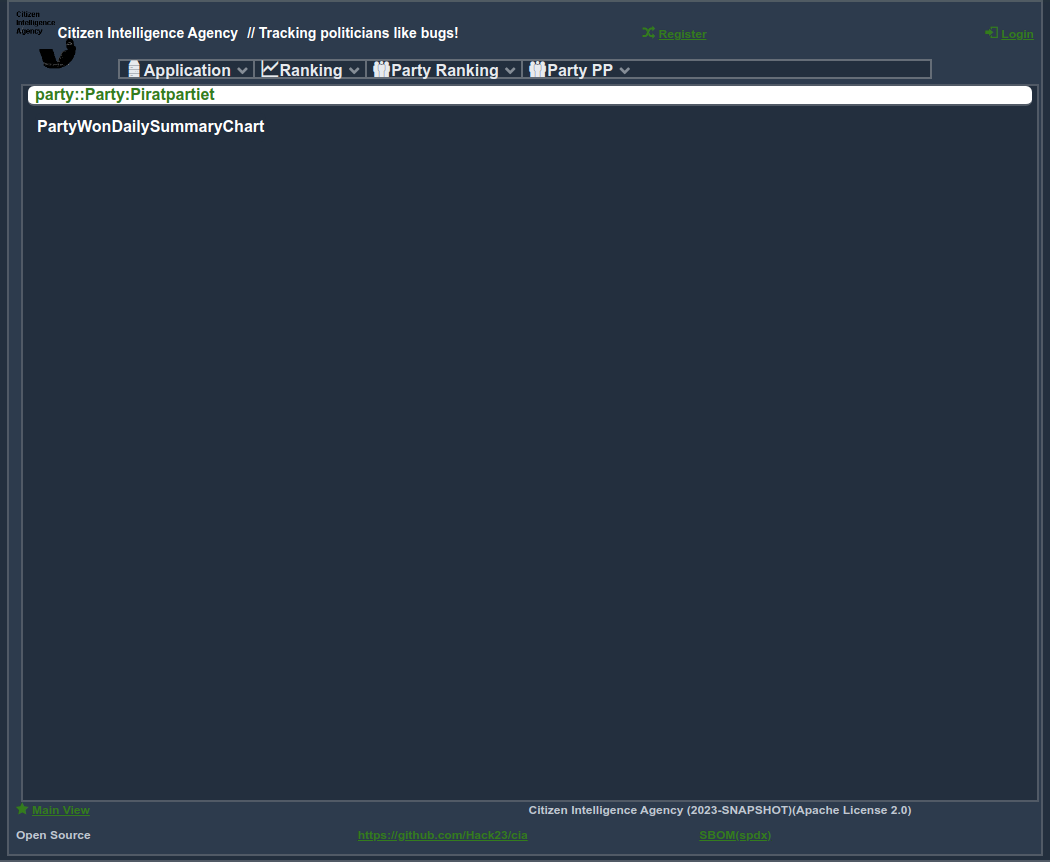 Citizen
Intelligence
Agency
Citizen Intelligence Agency // Tracking politicians like bugs!
Register
Login
Application
Ranking
Party Ranking
Party PP
party::Party:Piratpartiet
PartyWonDailySummaryChart
Main View
Citizen Intelligence Agency (2023-SNAPSHOT)(Apache License 2.0)
Open Source
https://github.com/Hack23/cia
SBOM(spdx)